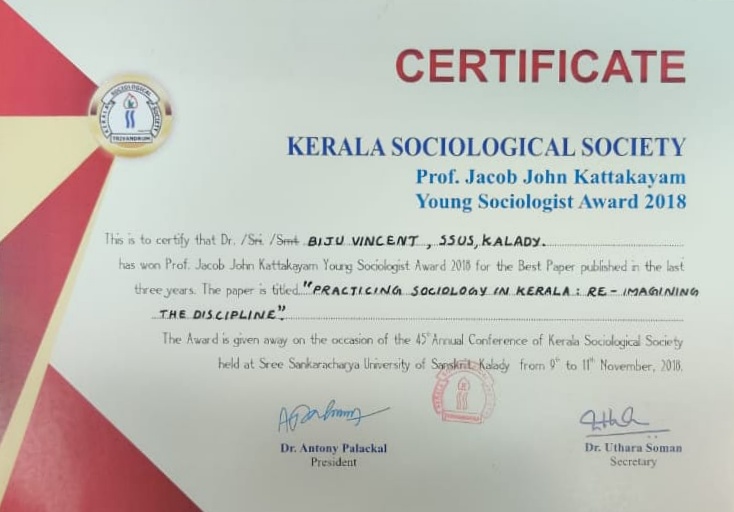 KERALA SOCIOLOGICAL SOCIETY
TRIVANDRUM
CERTIFICATE
KERALA SOCIOLOGICAL SOCIETY
Prof. Jacob John Kattakayam
Young Sociologist Award 2018
This is to certify that Dr. /Sri. /Smt. BIJU VINCENT, SSUS, KALADY.
has won Prof. Jacob John Kattakayam Young Sociologist Award 2018 for the Best Paper published in the last
three years. The paper is titled "PRACTICING SOCIOLOGY IN KERALA: RE-IMAGINING
THE DISCIPLINE".
The Award is given away on the occasion of the 45th Annual Conference of Kerala Sociological Society
held at Sree Sankaracharya University of Sanskrit, Kalady from 9th to 11th November, 2018.
Dr. Antony Palackal
President
Dr. Uthara Soman
Secretary